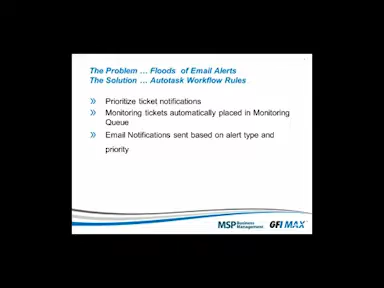 The Problem … Floods of Email Alerts
The Solution … Autotask Workflow Rules
» Prioritize ticket notifications
» Monitoring tickets automatically placed in Monitoring
Queue
» Email Notifications sent based on alert type and
priority
MSP Business Management GFI MAX